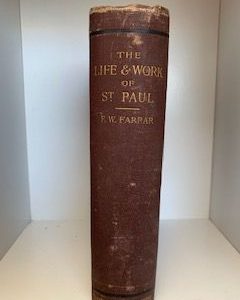 THE
LIFE & WORK
OF
ST PAUL
F. W. FARRAR